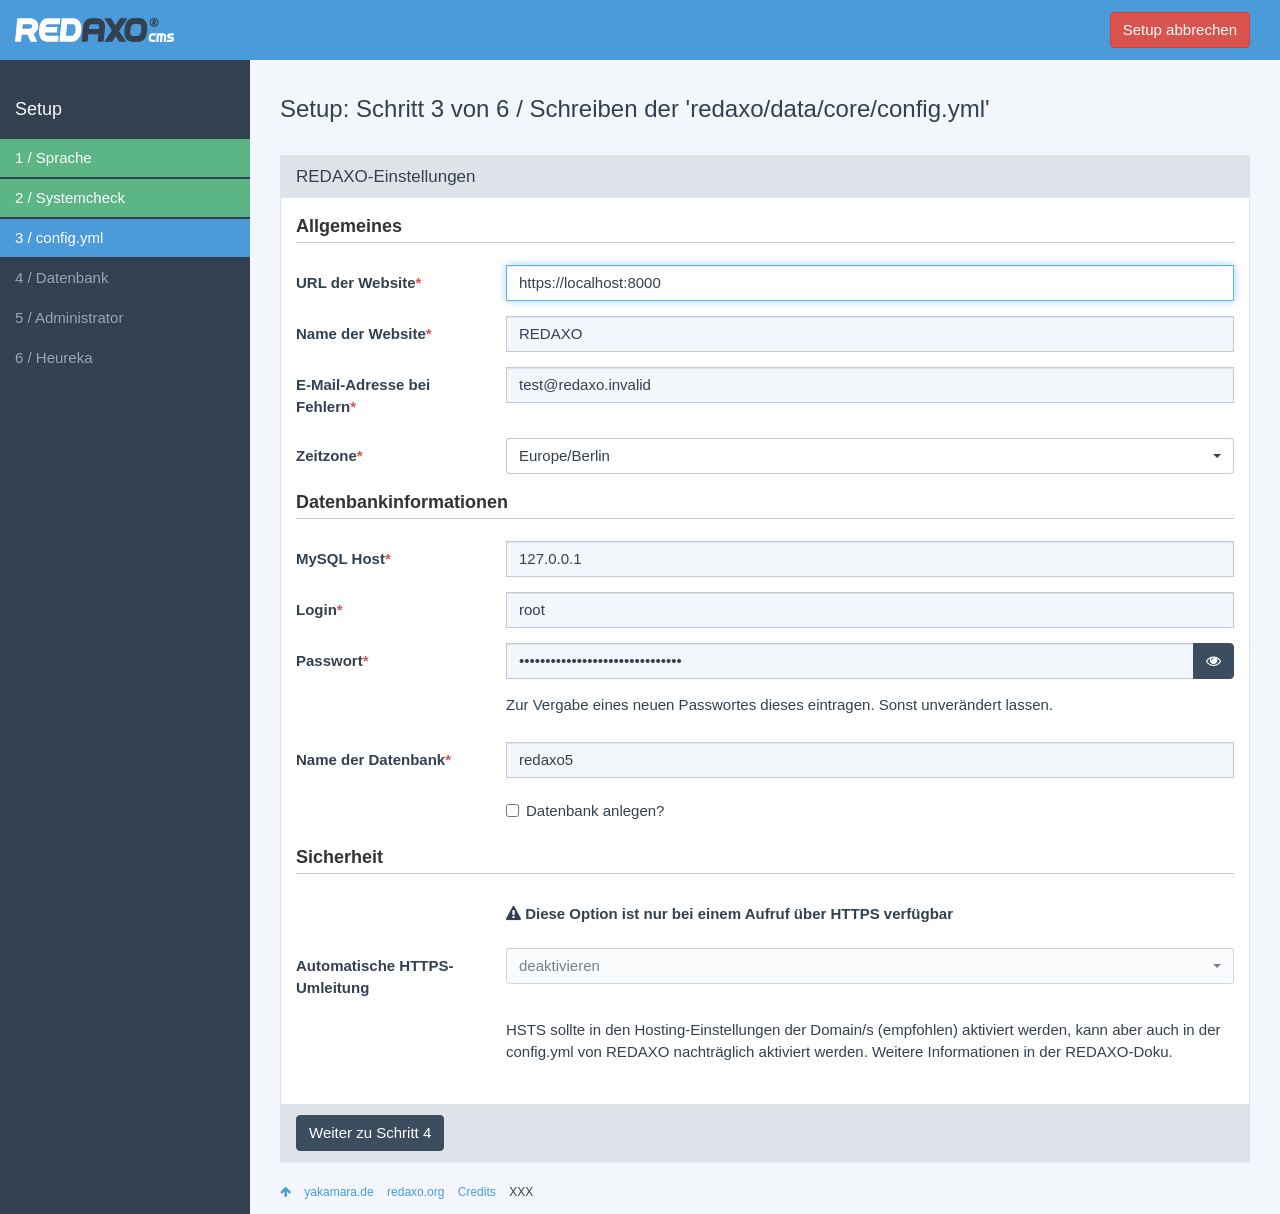 REDAXO® cms
Setup abbrechen
Setup
1 / Sprache
2 / Systemcheck
3 / config.yml
4 / Datenbank
5 / Administrator
6 / Heureka
Setup: Schritt 3 von 6 / Schreiben der 'redaxo/data/core/config.yml'
REDAXO-Einstellungen
Allgemeines
URL der Website*
https://localhost:8000
Name der Website*
REDAXO
E-Mail-Adresse bei
Fehlern*
test@redaxo.invalid
Zeitzone*
Europe/Berlin
Datenbankinformationen
MySQL Host*
127.0.0.1
Login*
root
Passwort*
•••••••••••••••••••••••••••••••
Zur Vergabe eines neuen Passwortes dieses eintragen. Sonst unverändert lassen.
Name der Datenbank*
redaxo5
Datenbank anlegen?
Sicherheit
Diese Option ist nur bei einem Aufruf über HTTPS verfügbar
Automatische HTTPS-
Umleitung
deaktivieren
HSTS sollte in den Hosting-Einstellungen der Domain/s (empfohlen) aktiviert werden, kann aber auch in der
config.yml von REDAXO nachträglich aktiviert werden. Weitere Informationen in der REDAXO-Doku.
Weiter zu Schritt 4
yakamara.de redaxo.org Credits XXX